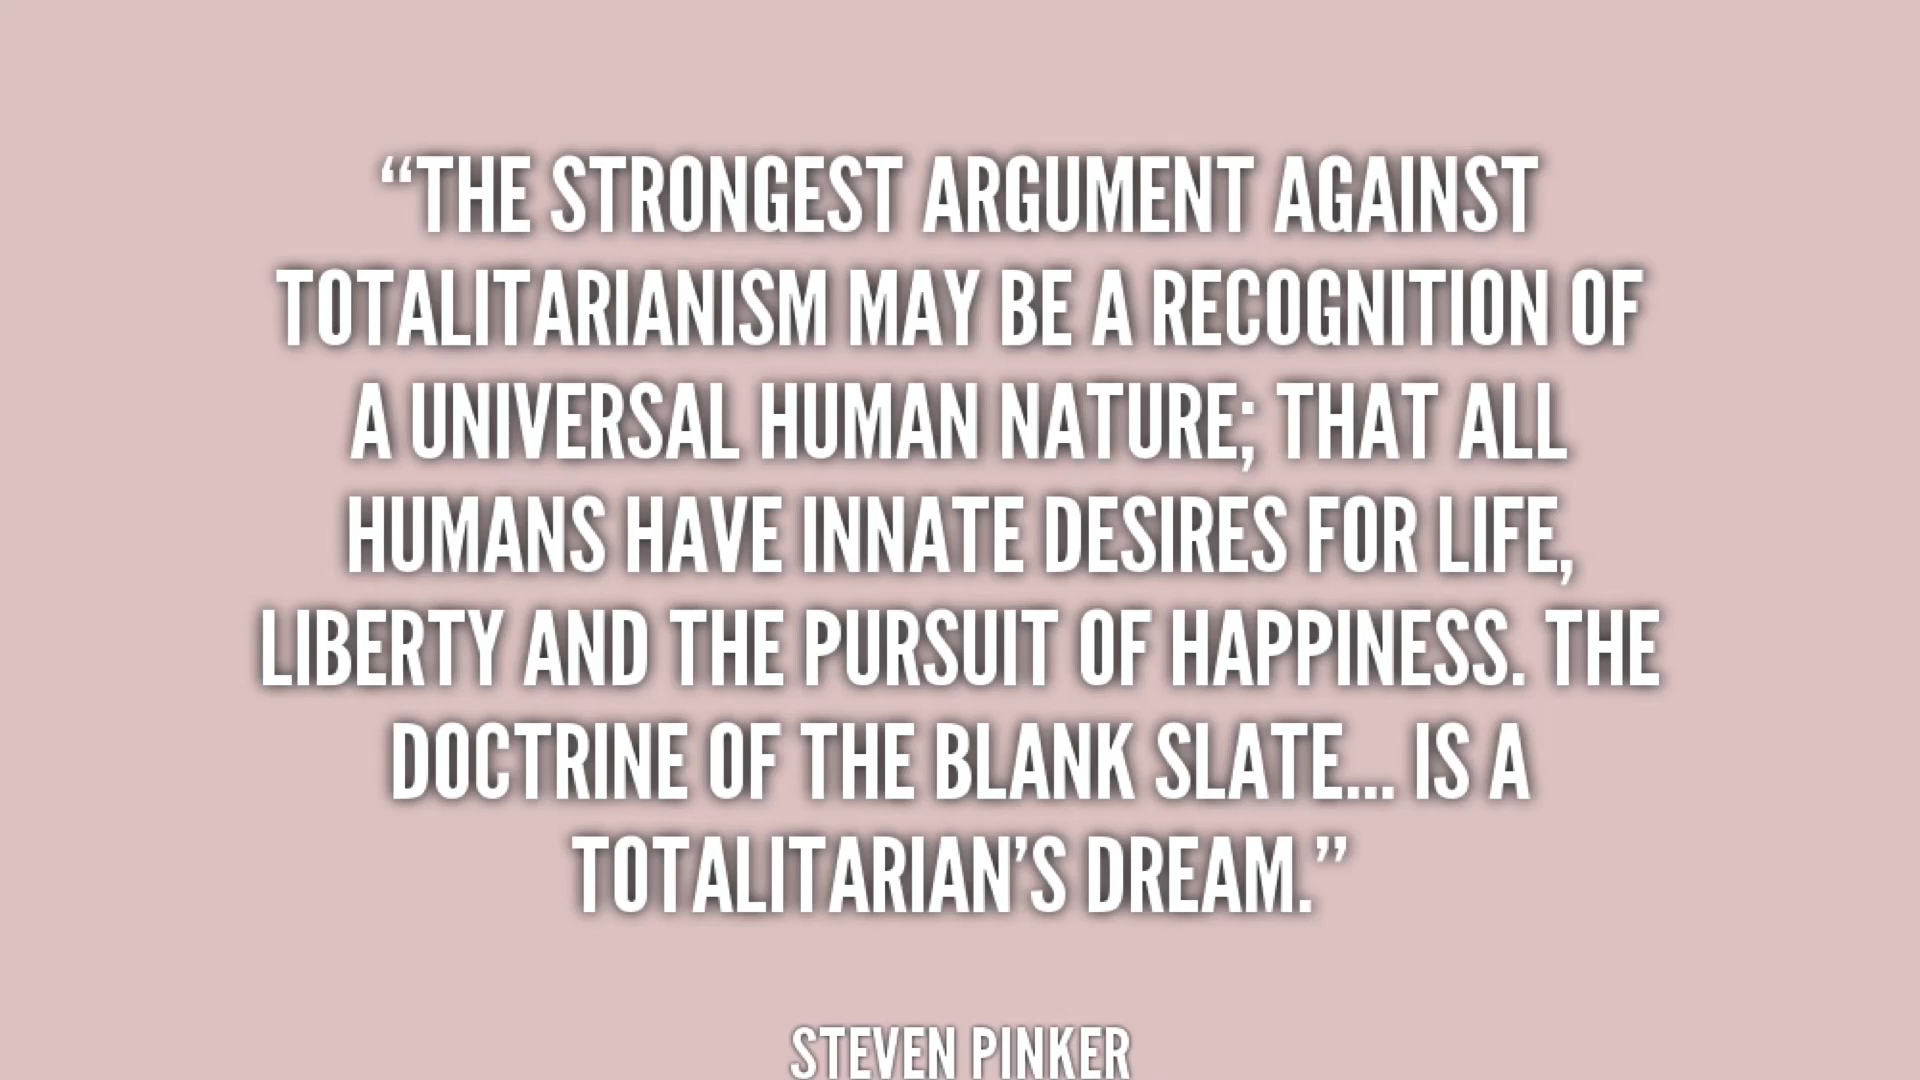 “THE STRONGEST ARGUMENT AGAINST
TOTALITARIANISM MAY BE A RECOGNITION OF
A UNIVERSAL HUMAN NATURE; THAT ALL
HUMANS HAVE INNATE DESIRES FOR LIFE,
LIBERTY AND THE PURSUIT OF HAPPINESS. THE
DOCTRINE OF THE BLANK SLATE... IS A
TOTALITARIAN’S DREAM.”
STEVEN PINKER